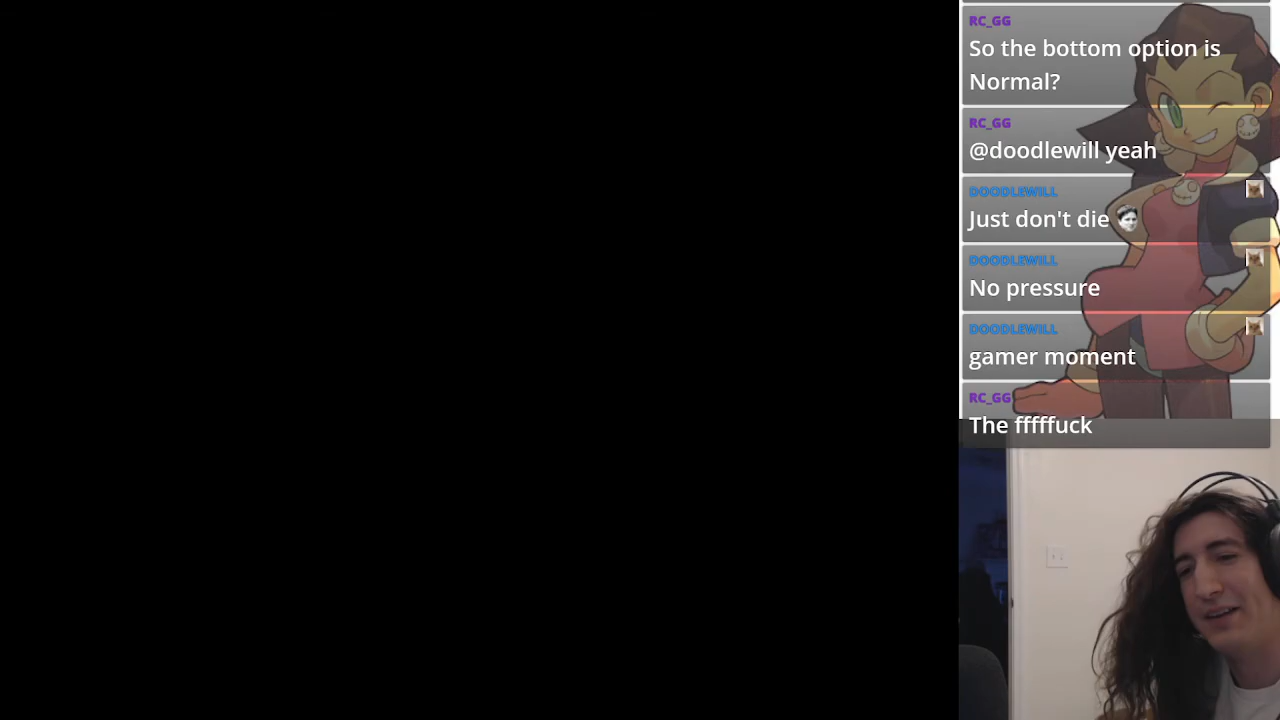 RC_GG
So the bottom option is
Normal?
RC_GG
@doodlewill yeah
DOODLEWILL
Just don't die
DOODLEWILL
No pressure
DOODLEWILL
gamer moment
RC_GG
The fffffuck